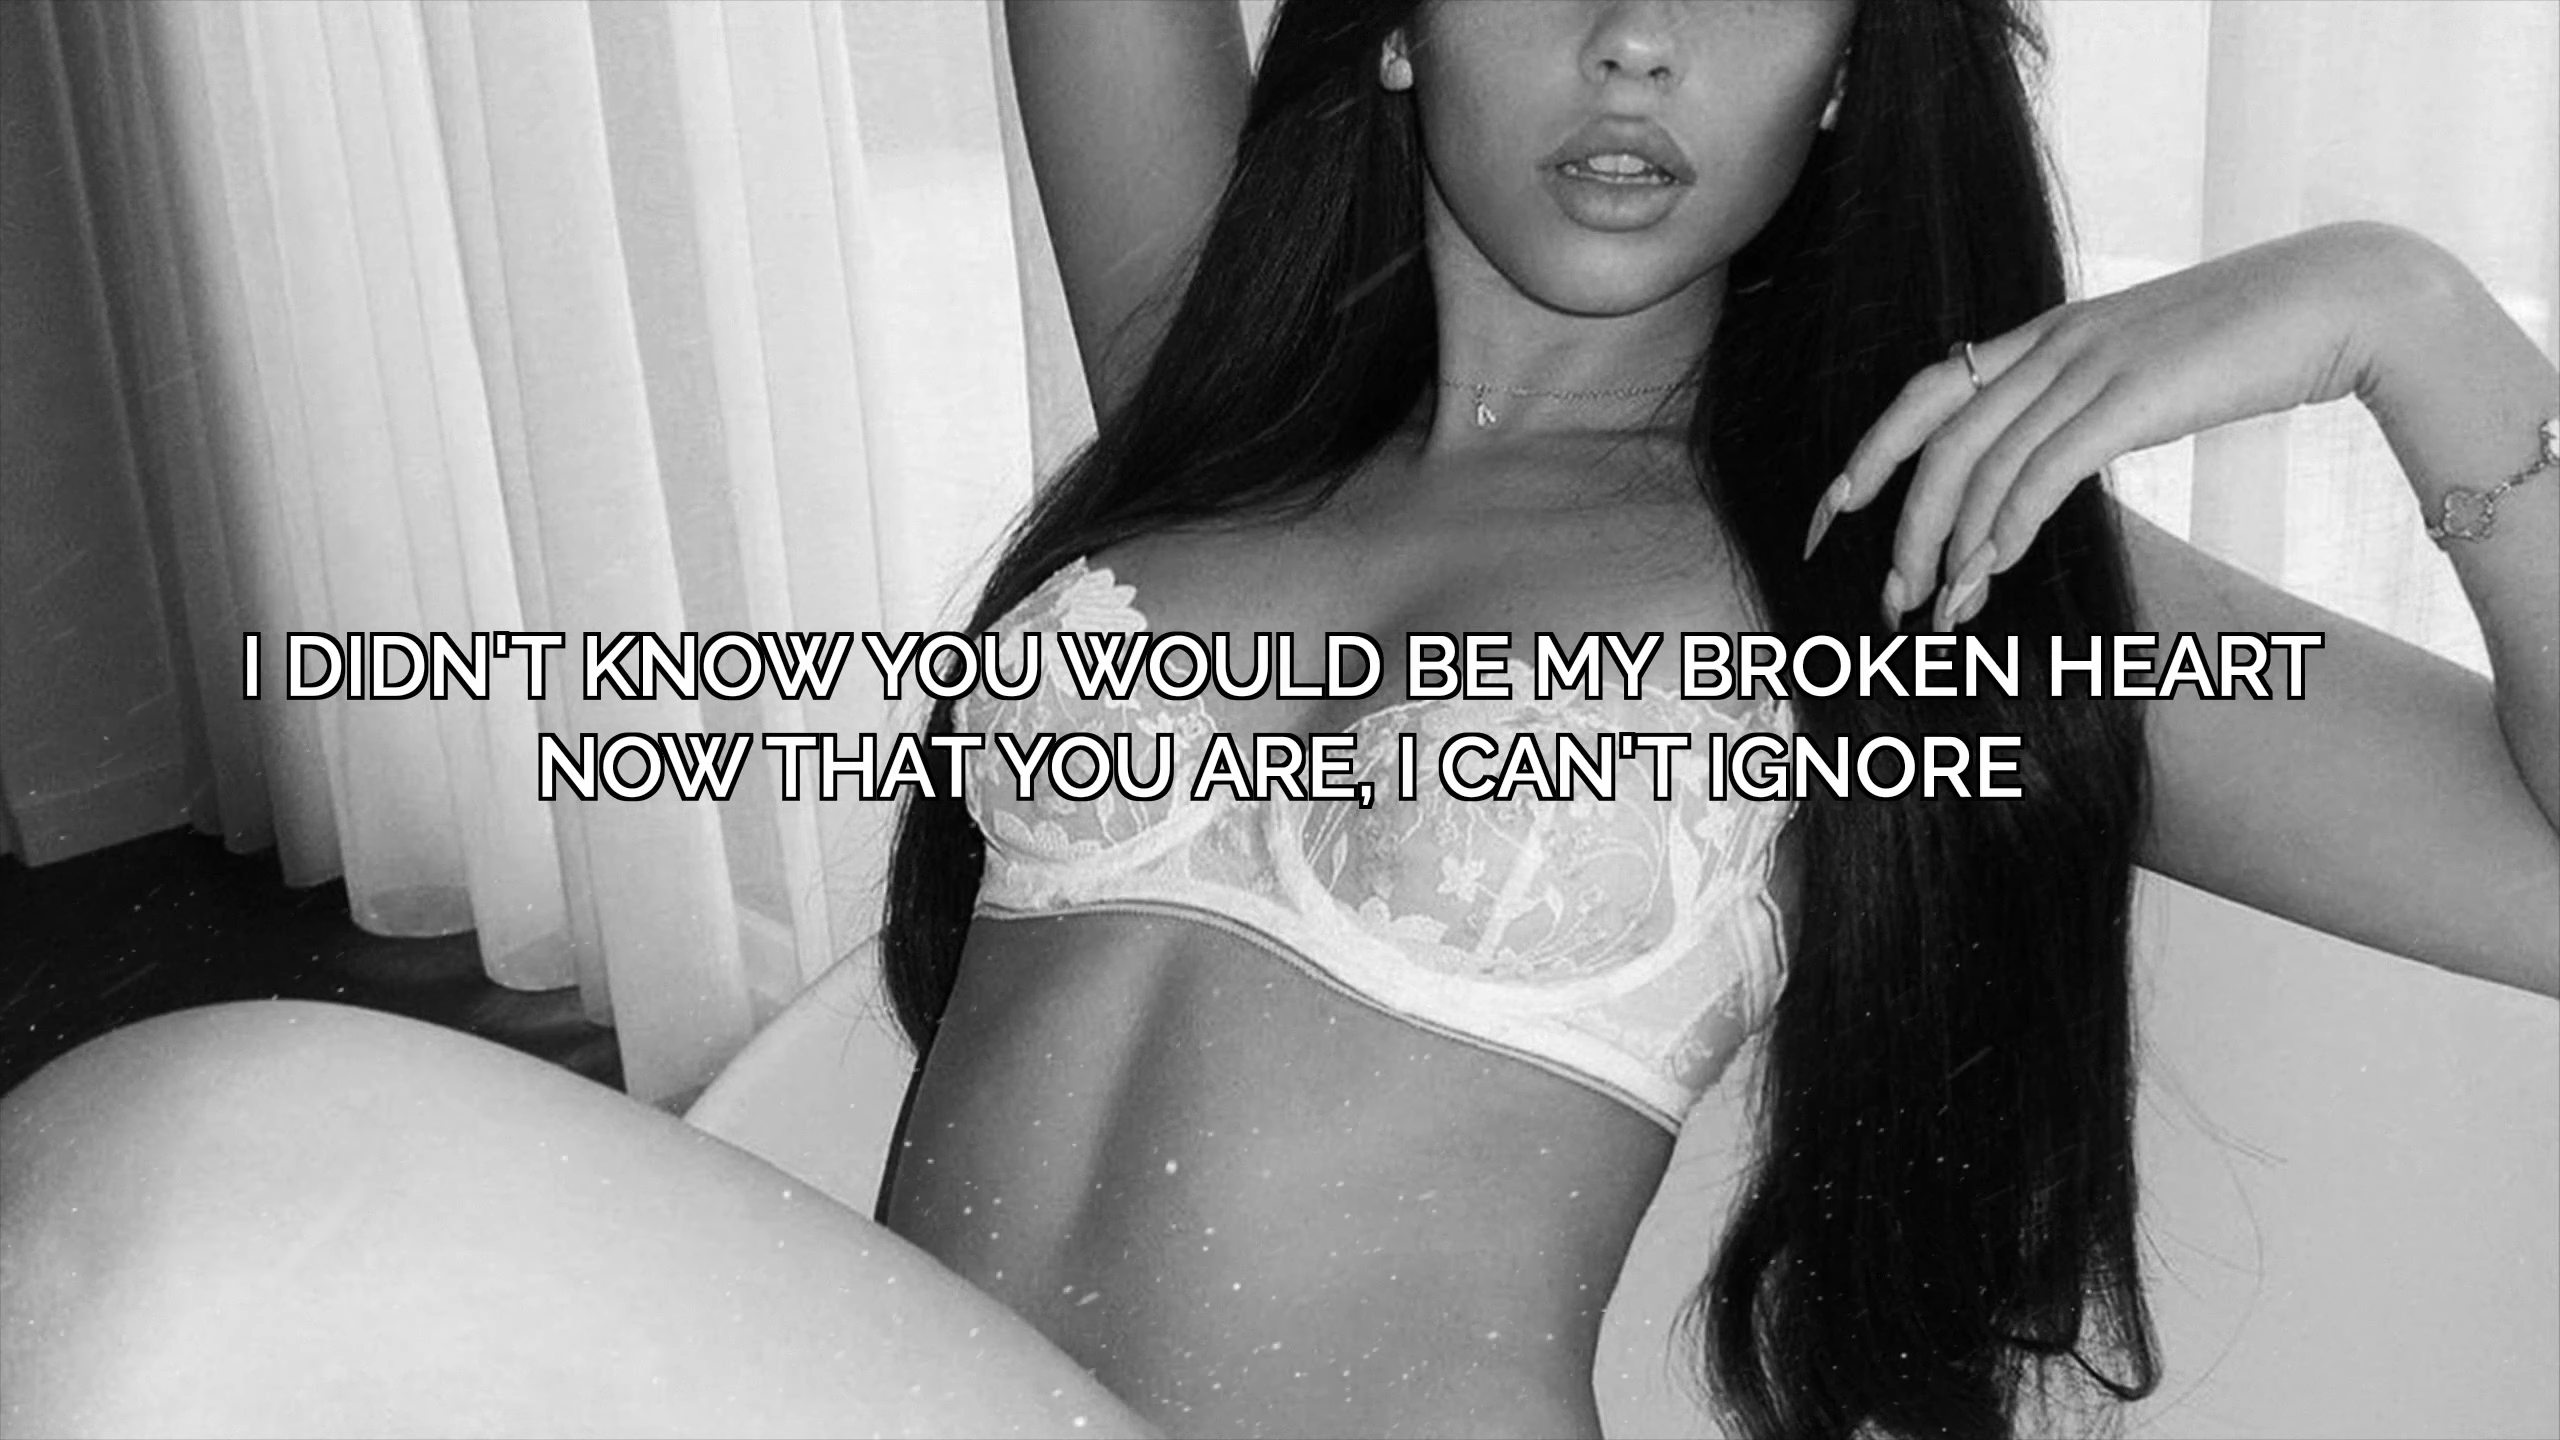 I DIDN'T KNOW YOU WOULD BE MY BROKEN HEART
NOW THAT YOU ARE, I CAN'T IGNORE